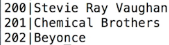 200|Stevie Ray Vaughan
201|Chemical Brothers
202|Beyonce